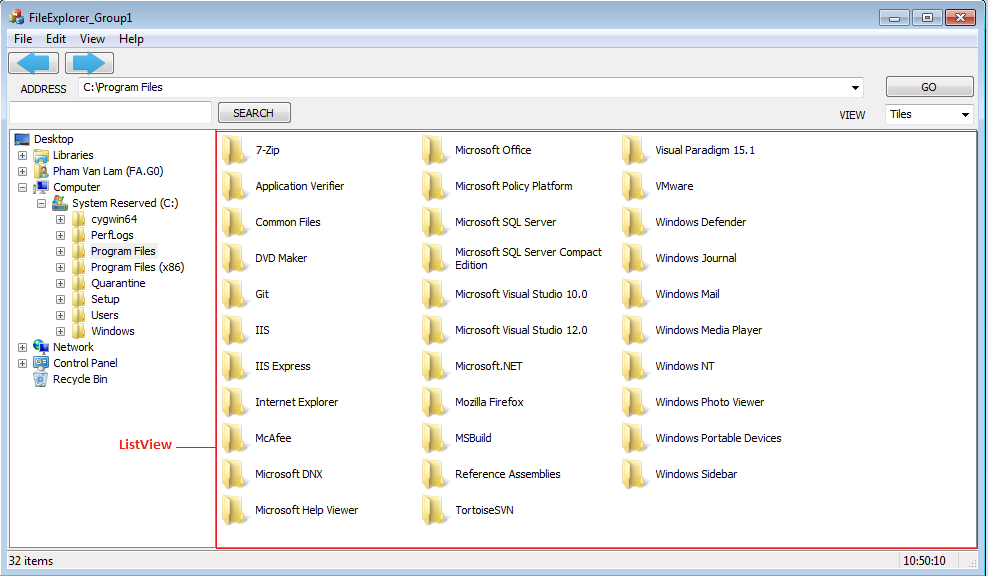 FileExplorer_Group1
File Edit View Help
ADDRESS C:\Program Files GO
SEARCH VIEW Tiles
Desktop
Libraries
Pham Van Lam (FA.G0)
Computer
System Reserved (C:)
cygwin64
PerfLogs
Program Files
Program Files (x86)
Quarantine
Setup
Users
Windows
Network
Control Panel
Recycle Bin
ListView
7-Zip
Application Verifier
Common Files
DVD Maker
Git
IIS
IIS Express
Internet Explorer
McAfee
Microsoft DNX
Microsoft Help Viewer
Microsoft Office
Microsoft Policy Platform
Microsoft SQL Server
Microsoft SQL Server Compact
Edition
Microsoft Visual Studio 10.0
Microsoft Visual Studio 12.0
Microsoft.NET
Mozilla Firefox
MSBuild
Reference Assemblies
TortoiseSVN
Visual Paradigm 15.1
VMware
Windows Defender
Windows Journal
Windows Mail
Windows Media Player
Windows NT
Windows Photo Viewer
Windows Portable Devices
Windows Sidebar
32 items 10:50:10